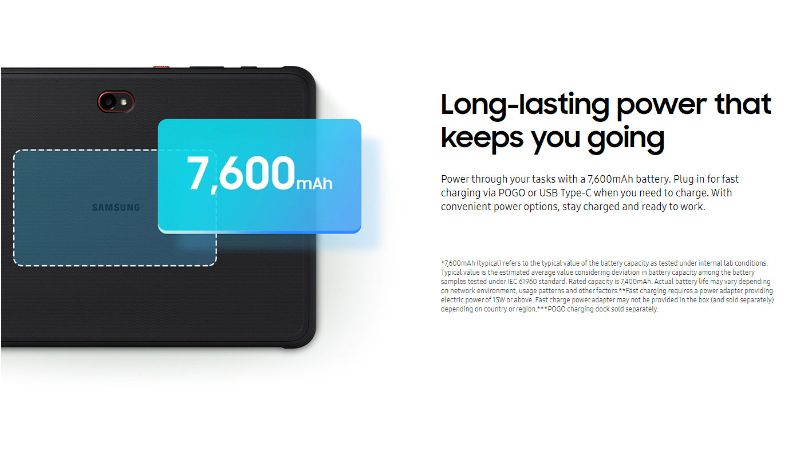 Long-lasting power that
keeps you going
SAMSUNG
7,600mAh
Power through your tasks with a 7,600mAh battery. Plug in for fast
charging via POGO or USB Type-C when you need to charge. With
convenient power options, stay charged and ready to work.
*7,600mAh (typical) refers to the typical value of the battery capacity as tested under internal lab conditions.
Typical value is the estimated average value considering deviation in battery capacity among the battery
samples tested under IEC 61960 standard. Rated capacity is 7,400mAh. Actual battery life may vary depending
on network environment, usage patterns and other factors.**Fast charging requires a power adapter providing
electric power of 15W or above. Fast charge power adapter may not be provided in the box (and sold separately)
depending on country or region.***POGO charging dock sold separately.